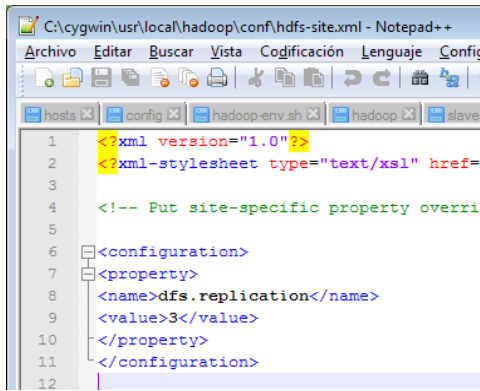 C:\cygwin\usr\local\hadoop\conf\hdfs-site.xml - Notepad++
Archivo Editar Buscar Vista Codificación Lenguaje Config
hosts config hadoop-env.sh hadoop slave
1 <?xml version="1.0"?>
2 <?xml-stylesheet type="text/xsl" href=
3
4 <!-- Put site-specific property overri
5
6 <configuration>
7 <property>
8 <name>dfs.replication</name>
9 <value>3</value>
10 </property>
11 </configuration>
12